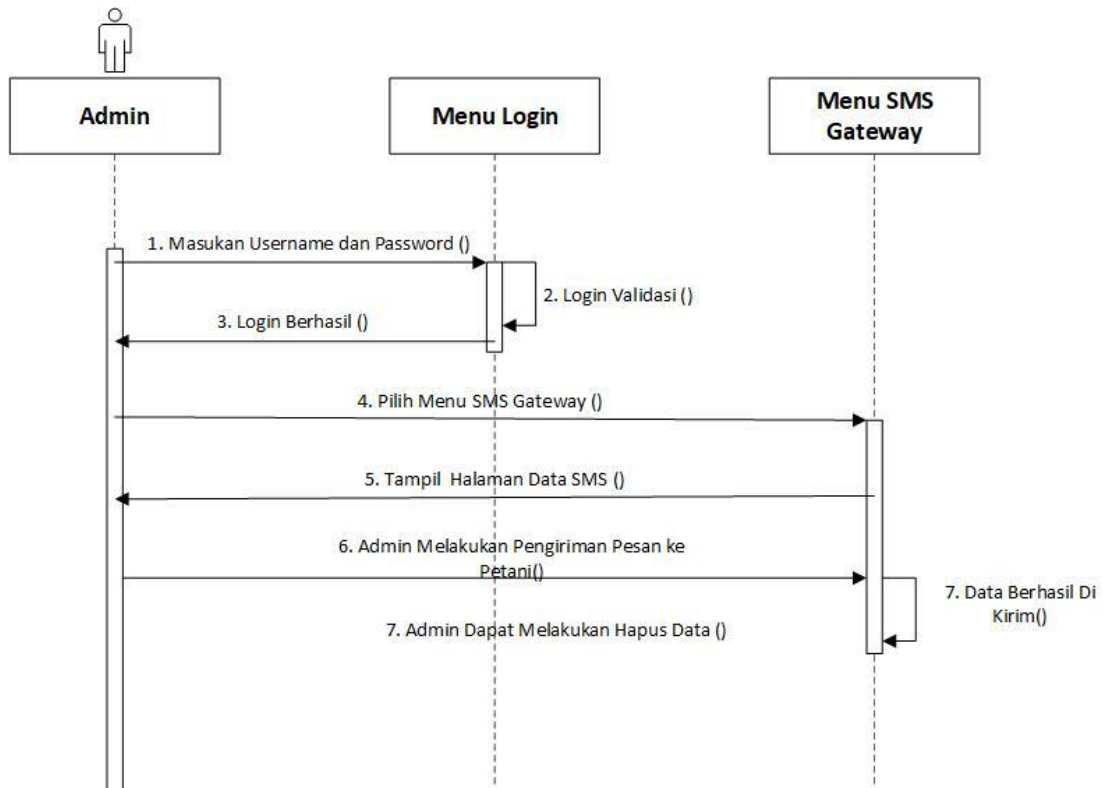 Admin
Menu Login
Menu SMS
Gateway
1. Masukan Username dan Password ()
2. Login Validasi ()
3. Login Berhasil ()
4. Pilih Menu SMS Gateway ()
5. Tampil Halaman Data SMS ()
6. Admin Melakukan Pengiriman Pesan ke
Petani()
7. Data Berhasil Di
Kirim()
7. Admin Dapat Melakukan Hapus Data ()